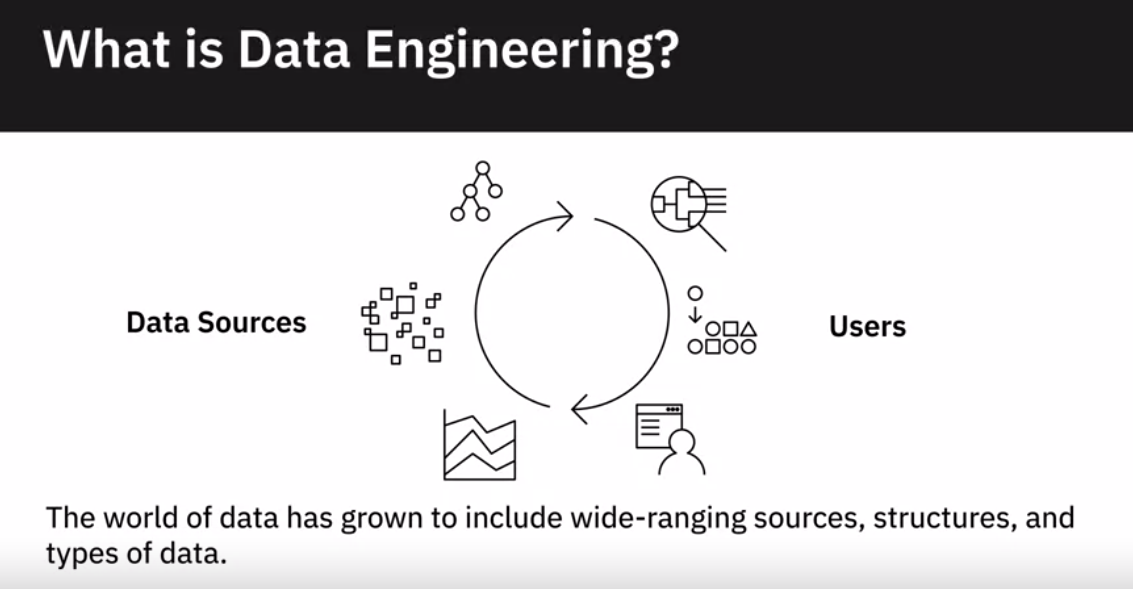 What is Data Engineering?
Data Sources
Users
The world of data has grown to include wide-ranging sources, structures, and
types of data.